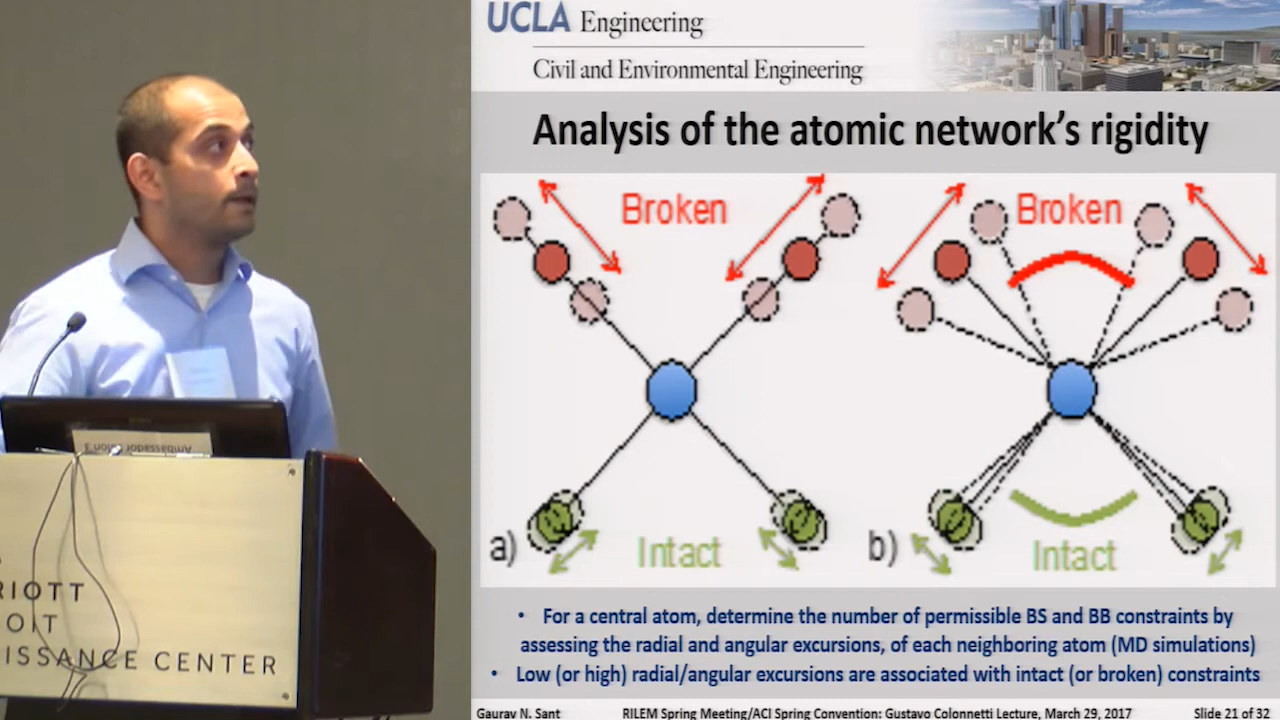 UCLA Engineering
Civil and Environmental Engineering
Analysis of the atomic network's rigidity
Broken
Broken
a)
Intact
b)
Intact
• For a central atom, determine the number of permissible BS and BB constraints by
assessing the radial and angular excursions, of each neighboring atom (MD simulations)
• Low (or high) radial/angular excursions are associated with intact (or broken) constraints
Gaurav N. Sant
RILEM Spring Meeting/ACI Spring Convention: Gustavo Colonnetti Lecture, March 29, 2017
Slide 21 of 32
RIOTT
OIT
ISSANCE CENTER